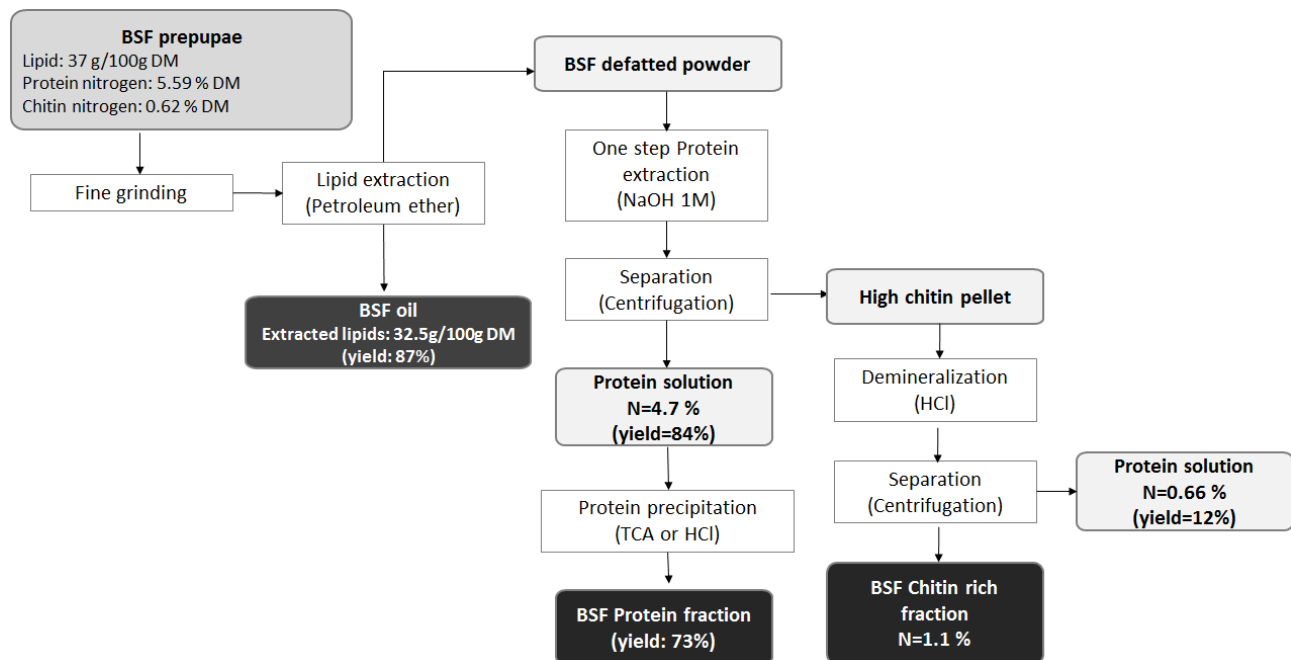 BSF prepupae
Lipid: 37 g/100g DM
Protein nitrogen: 5.59 % DM
Chitin nitrogen: 0.62 % DM
Fine grinding
Lipid extraction
(Petroleum ether)
BSF oil
Extracted lipids: 32.5g/100g DM
(yield: 87%)
BSF defatted powder
One step Protein
extraction
(NaOH 1M)
Separation
(Centrifugation)
Protein solution
N=4.7 %
(yield=84%)
Protein precipitation
(TCA or HCl)
BSF Protein fraction
(yield: 73%)
High chitin pellet
Demineralization
(HCl)
Separation
(Centrifugation)
Protein solution
N=0.66 %
(yield=12%)
BSF Chitin rich
fraction
N=1.1 %